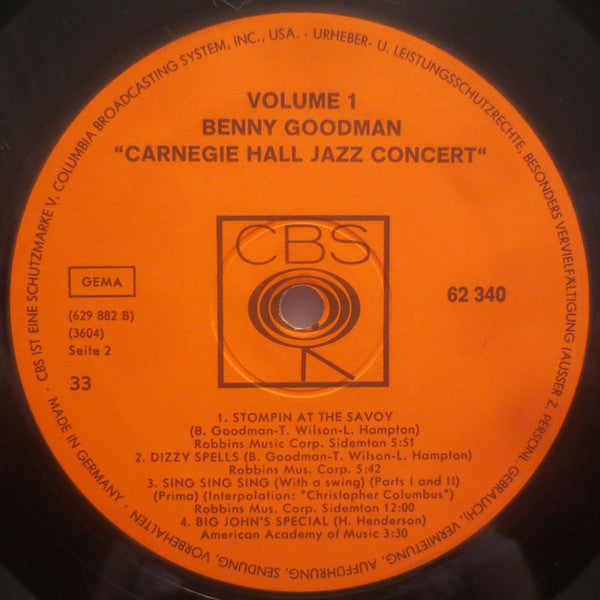 VOLUME 1
BENNY GOODMAN
"CARNEGIE HALL JAZZ CONCERT"
CBS
GEMA
(629 882 B)
(3604)
Seite 2
33
62 340
1. STOMPIN AT THE SAVOY
(B. Goodman-T. Wilson-L. Hampton)
Robbins Music Corp. Sidemton 5:51
2. DIZZY SPELLS (B. Goodman-T. Wilson-L. Hampton)
Robbins Mus. Corp. 5:42
3. SING SING SING (With a swing) (Parts I and II)
(Prima) (Interpolation: "Christopher Columbus")
Robbins Mus. Corp. Sidemton 12:00
4. BIG JOHN'S SPECIAL (H. Henderson)
American Academy of Music 3:30
· CBS IST EINE SCHUTZMARKE V. COLUMBIA BROADCASTING SYSTEM, INC., USA. - URHEBER- U. LEISTUNGSSCHUTZRECHTE, BESONDERS VERVIELFÄLTIGUNG (AUSSER Z. PERSÖNL. GEBRAUCH), VERMIETUNG, AUFFÜHRUNG, SENDUNG, VORBEHALTEN · MADE IN GERMANY ·